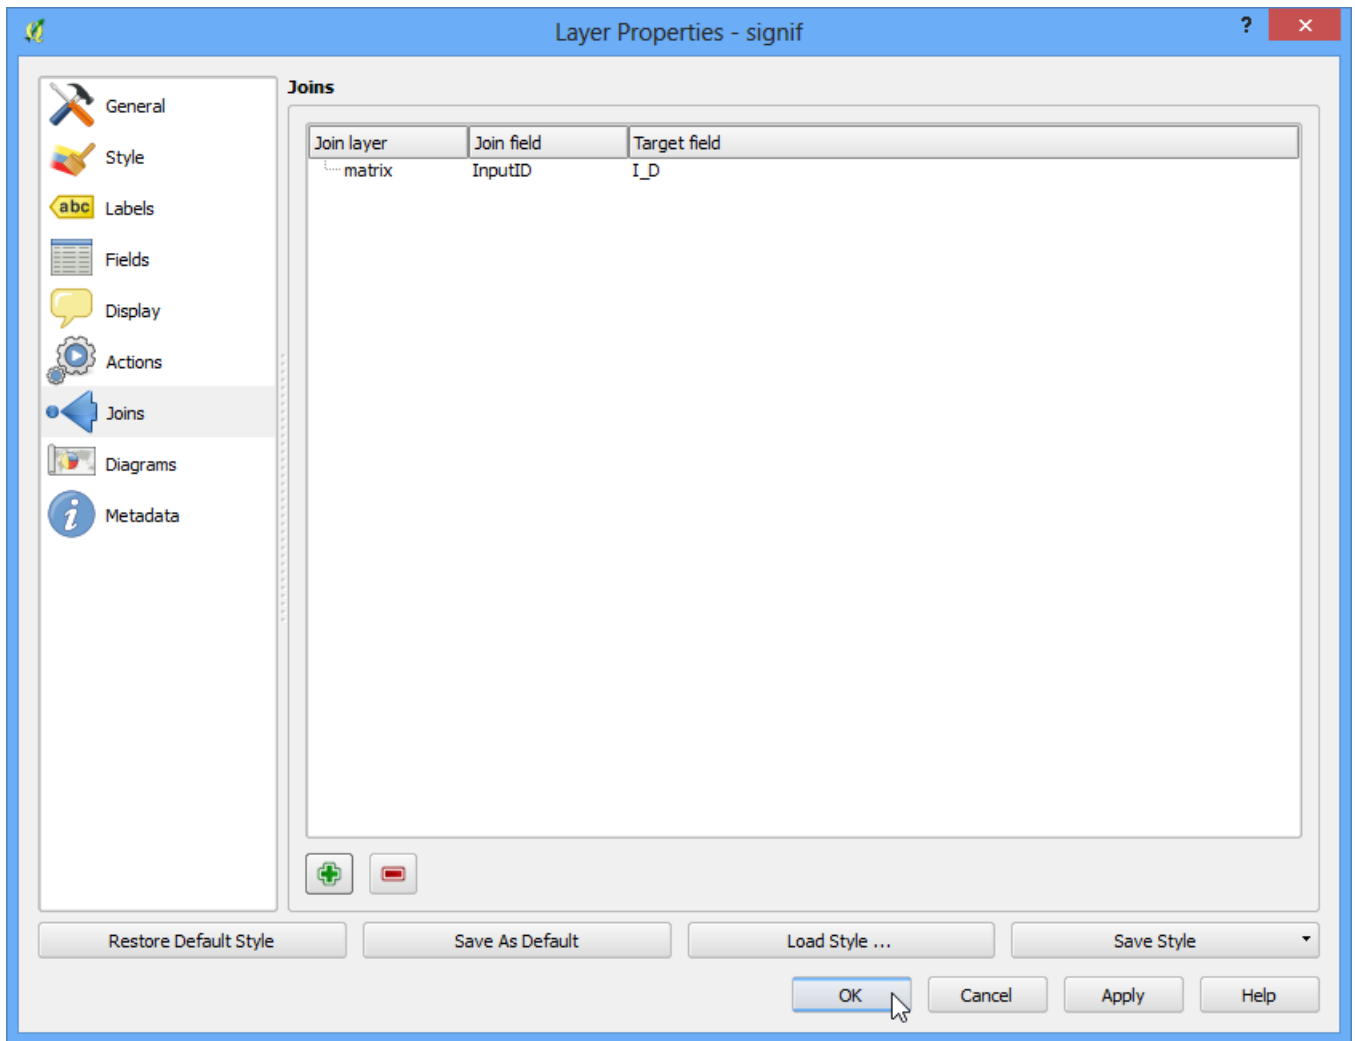 Layer Properties - signif
?
General
Style
abc Labels
Fields
Display
Actions
Joins
Diagrams
i Metadata
Joins
Join layer Join field Target field
matrix InputID I_D
Restore Default Style Save As Default Load Style ... Save Style
OK Cancel Apply Help